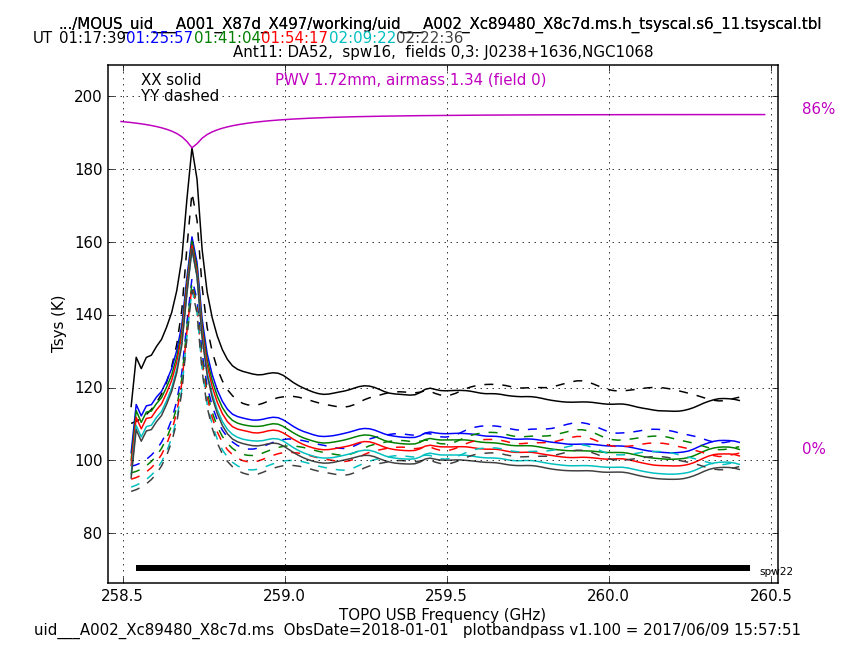 .../MOUS_uid___A001_X87d_X497/working/uid___A002_Xc89480_X8c7d.ms.h_tsyscal.s6_11.tsyscal.tbl
UT 01:17:39 01:25:57 01:41:04 01:54:17 02:09:22 02:22:36
Ant11: DA52, spw16, fields 0,3: J0238+1636,NGC1068
XX solid PWV 1.72mm, airmass 1.34 (field 0)
YY dashed
86%
200
180
160
140
120
100
80
Tsys (K)
0%
spw22
258.5 259.0 259.5 260.0 260.5
TOPO USB Frequency (GHz)
uid___A002_Xc89480_X8c7d.ms ObsDate=2018-01-01 plotbandpass v1.100 = 2017/06/09 15:57:51